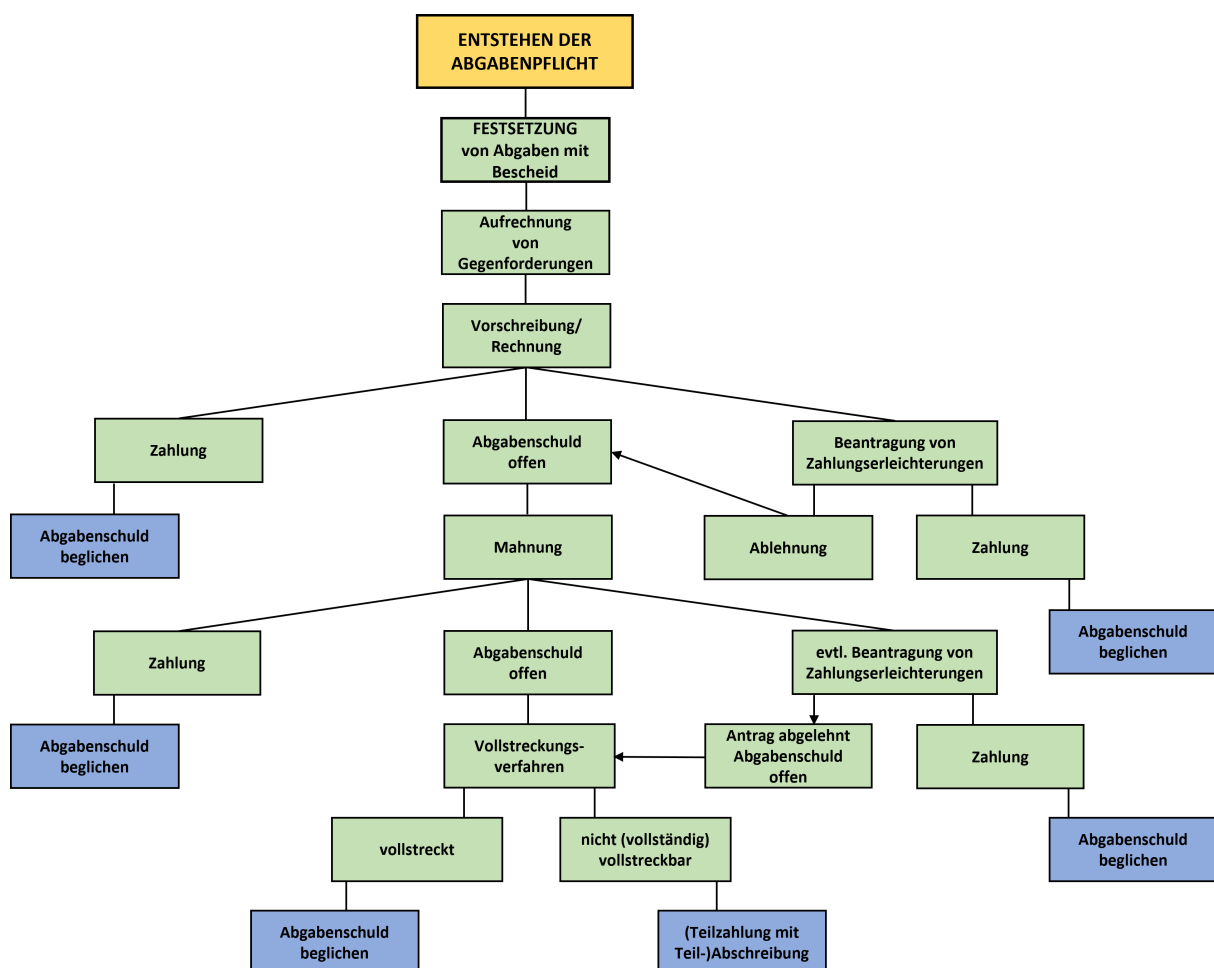 ENTSTEHEN DER
ABGABENPFLICHT
FESTSETZUNG
von Abgaben mit
Bescheid
Aufrechnung
von
Gegenforderungen
Vorschreibung/
Rechnung
Zahlung
Abgabenschuld
offen
Beantragung von
Zahlungserleichterungen
Abgabenschuld
beglichen
Mahnung
Ablehnung
Zahlung
Abgabenschuld
beglichen
Zahlung
Abgabenschuld
offen
evtl. Beantragung von
Zahlungserleichterungen
Abgabenschuld
beglichen
Vollstreckungs-
verfahren
Antrag abgelehnt
Abgabenschuld
offen
Zahlung
vollstreckt
nicht (vollständig)
vollstreckbar
Abgabenschuld
beglichen
Abgabenschuld
beglichen
(Teilzahlung mit
Teil-)Abschreibung